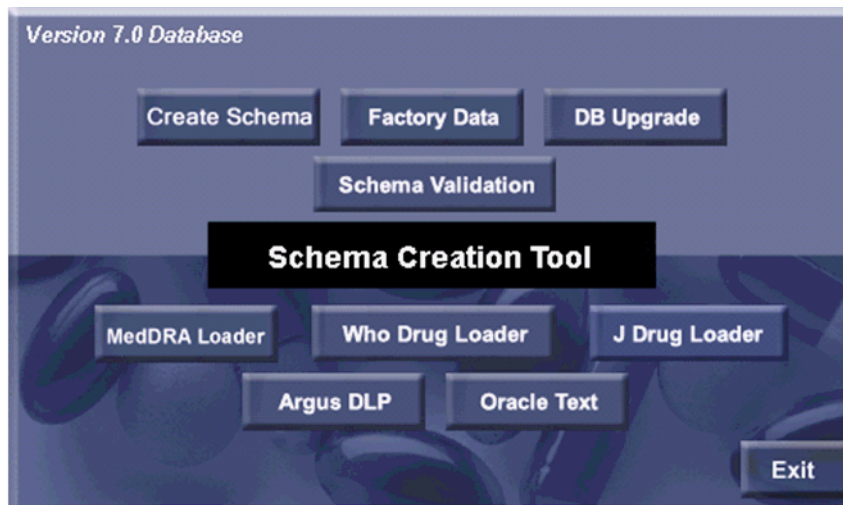 Version 7.0 Database
Create Schema Factory Data DB Upgrade
Schema Validation
Schema Creation Tool
MedDRA Loader Who Drug Loader J Drug Loader
Argus DLP Oracle Text
Exit